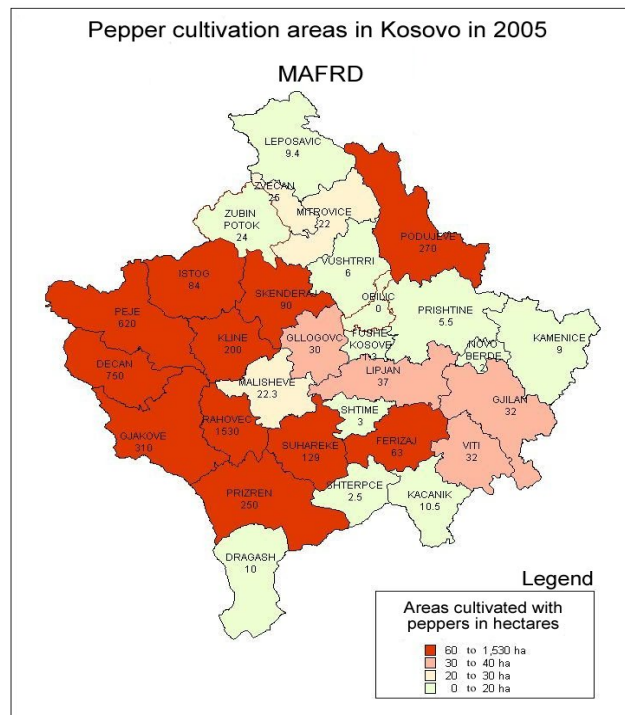 Pepper cultivation areas in Kosovo in 2005
MAFRD
LEPOSAVIC
9.4
ZVECAN
25
MITROVICE
22
ZUBIN
POTOK
24
PODUJEVE
270
VUSHTRRI
6
ISTOG
84
SKENDERAJ
90
OBILIC
0
PRISHTINE
5.5
PEJE
620
KLINE
200
GLLOGOVC
30
FUSHE
KOSOVE
1.3
NOVO
BERDE
2
KAMENICE
9
DECAN
750
MALISHEVE
22.3
LIPJAN
37
GJILAN
32
GJAKOVE
310
RAHOVEC
1530
SUHAREKE
129
SHTIME
3
FERIZAJ
63
VITI
32
PRIZREN
250
SHTERPCE
2.5
KACANIK
10.5
DRAGASH
10
Legend
Areas cultivated with
peppers in hectares
60 to 1,530 ha
30 to 40 ha
20 to 30 ha
0 to 20 ha